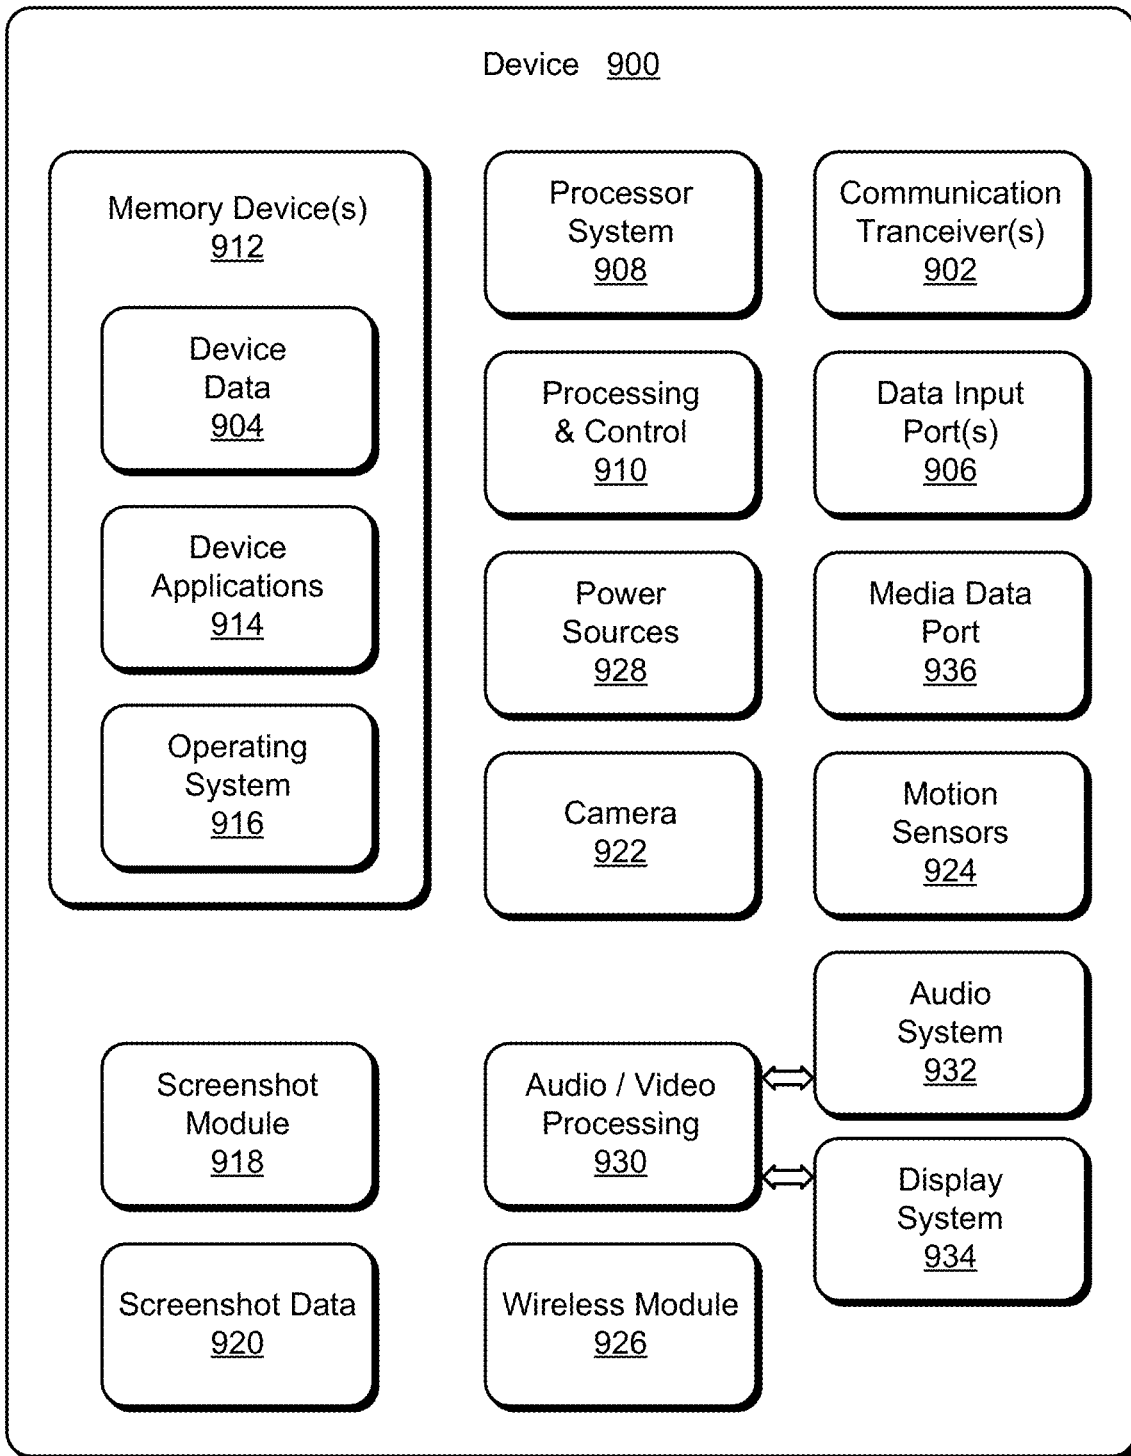 Device 900
Memory Device(s)
912
Device
Data
904
Device
Applications
914
Operating
System
916
Processor
System
908
Communication
Tranceiver(s)
902
Processing
& Control
910
Data Input
Port(s)
906
Power
Sources
928
Media Data
Port
936
Camera
922
Motion
Sensors
924
Screenshot
Module
918
Audio / Video
Processing
930
Audio
System
932
Display
System
934
Screenshot Data
920
Wireless Module
926